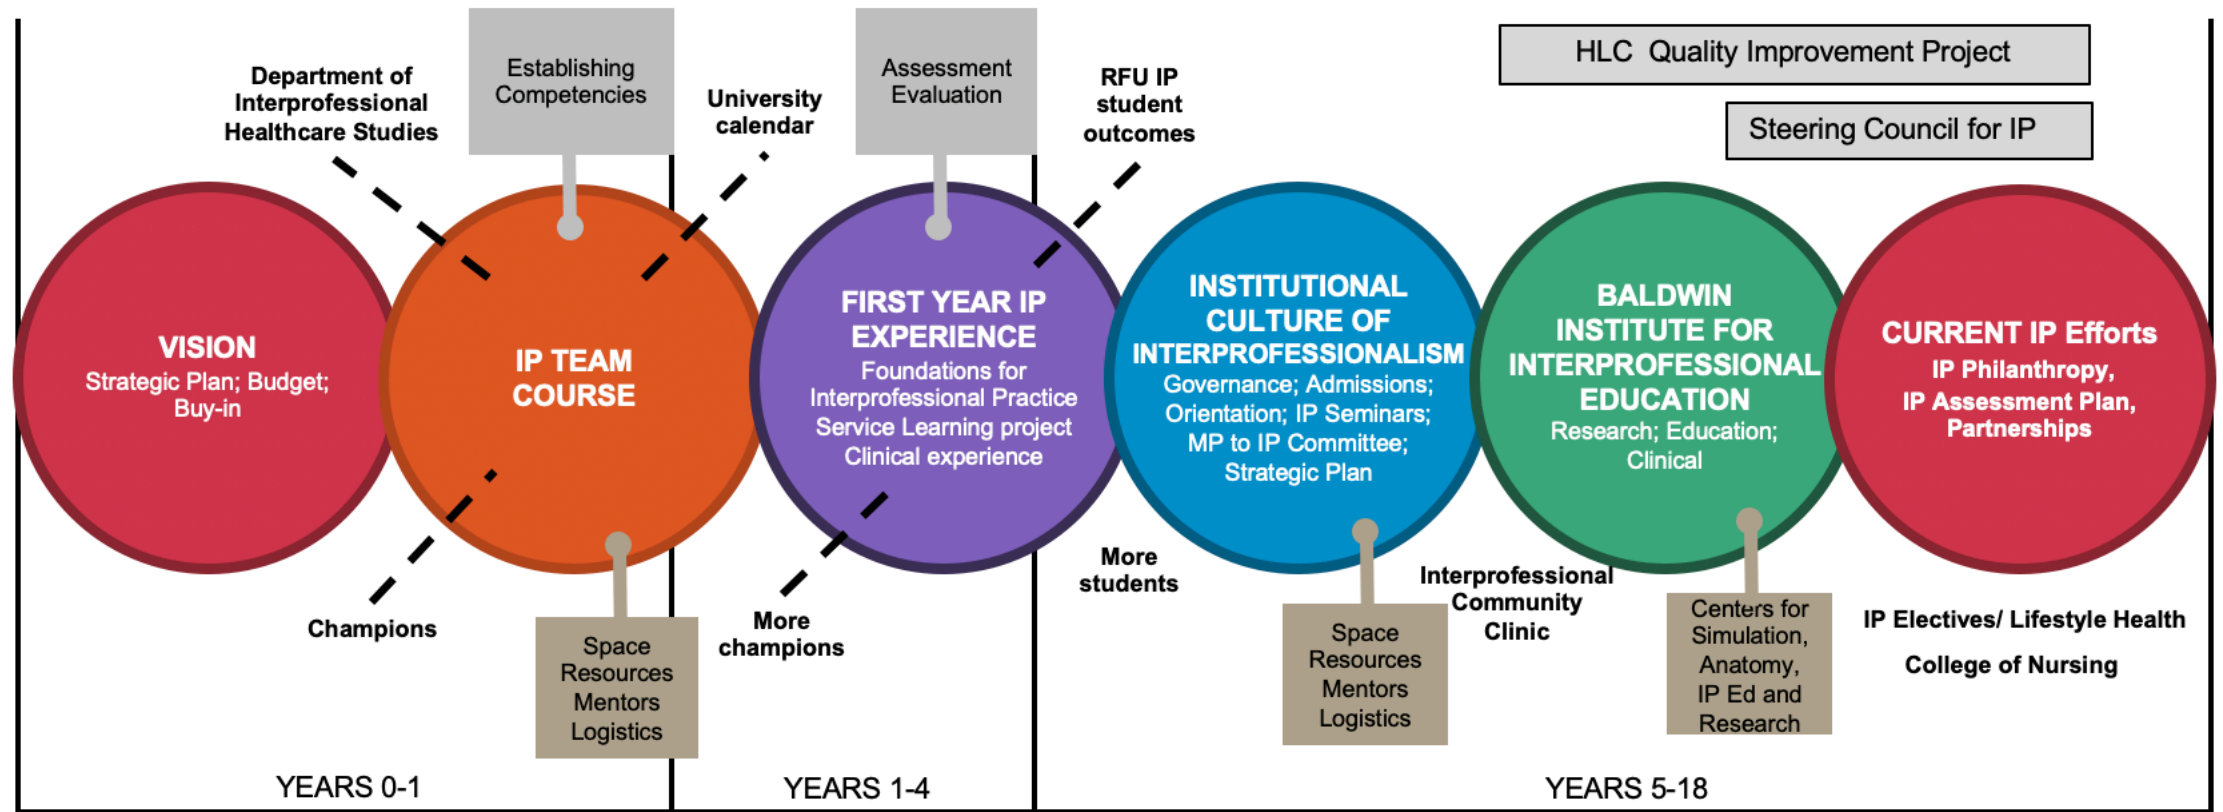 Department of
Interprofessional
Healthcare Studies
Establishing
Competencies
University
calendar
Assessment
Evaluation
RFU IP
student
outcomes
HLC  Quality Improvement Project
Steering Council for IP
VISION
Strategic Plan; Budget;
Buy-in
IP TEAM
COURSE
FIRST YEAR IP
EXPERIENCE
Foundations for
Interprofessional Practice
Service Learning project
Clinical experience
INSTITUTIONAL
CULTURE OF
INTERPROFESSIONALISM
Governance; Admissions;
Orientation; IP Seminars;
MP to IP Committee;
Strategic Plan
BALDWIN
INSTITUTE FOR
INTERPROFESSIONAL
EDUCATION
Research; Education;
Clinical
CURRENT IP Efforts
IP Philanthropy,
IP Assessment Plan,
Partnerships
Champions
Space
Resources
Mentors
Logistics
More
champions
More
students
Space
Resources
Mentors
Logistics
Interprofessional
Community
Clinic
Centers for
Simulation,
Anatomy,
IP Ed and
Research
IP Electives/ Lifestyle Health
College of Nursing
YEARS 0-1
YEARS 1-4
YEARS 5-18